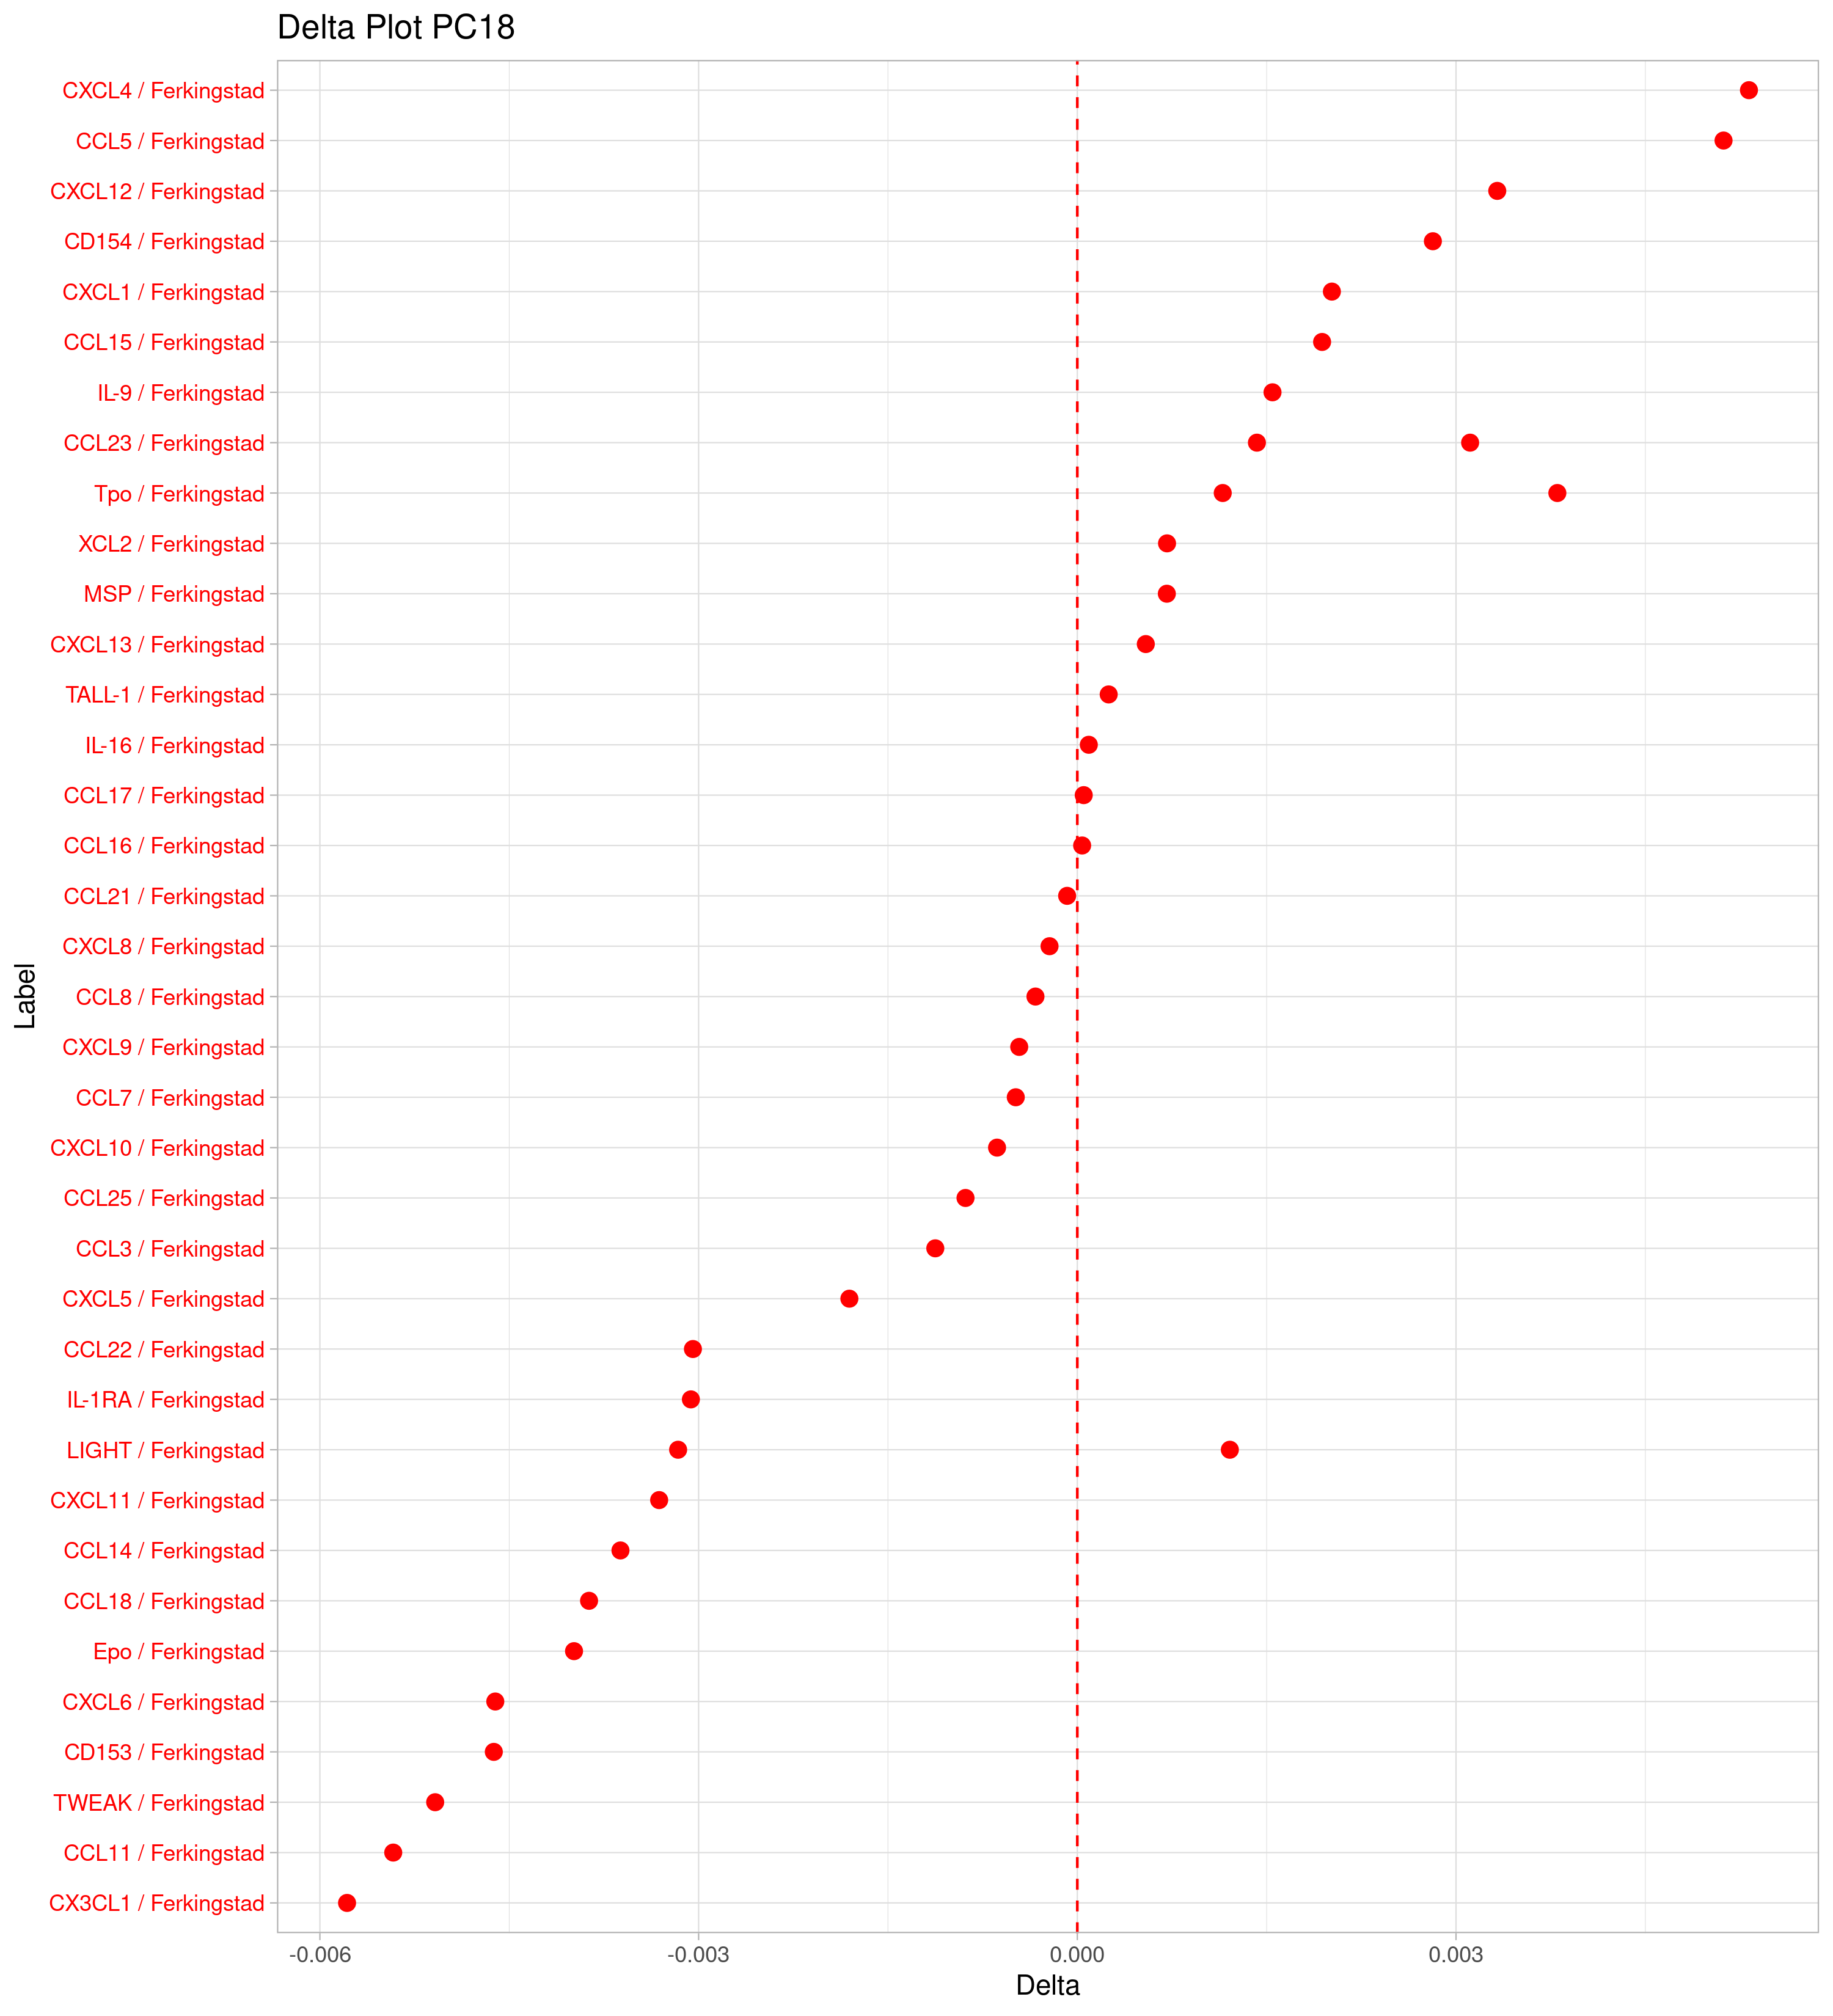 Delta Plot PC18
CXCL4 / Ferkingstad
CCL5 / Ferkingstad
CXCL12 / Ferkingstad
CD154 / Ferkingstad
CXCL1 / Ferkingstad
CCL15 / Ferkingstad
IL-9 / Ferkingstad
CCL23 / Ferkingstad
Tpo / Ferkingstad
XCL2 / Ferkingstad
MSP / Ferkingstad
CXCL13 / Ferkingstad
TALL-1 / Ferkingstad
IL-16 / Ferkingstad
CCL17 / Ferkingstad
CCL16 / Ferkingstad
CCL21 / Ferkingstad
CXCL8 / Ferkingstad
CCL8 / Ferkingstad
CXCL9 / Ferkingstad
CCL7 / Ferkingstad
CXCL10 / Ferkingstad
CCL25 / Ferkingstad
CCL3 / Ferkingstad
CXCL5 / Ferkingstad
CCL22 / Ferkingstad
IL-1RA / Ferkingstad
LIGHT / Ferkingstad
CXCL11 / Ferkingstad
CCL14 / Ferkingstad
CCL18 / Ferkingstad
Epo / Ferkingstad
CXCL6 / Ferkingstad
CD153 / Ferkingstad
TWEAK / Ferkingstad
CCL11 / Ferkingstad
CX3CL1 / Ferkingstad
Label
-0.006 -0.003 0.000 0.003
Delta